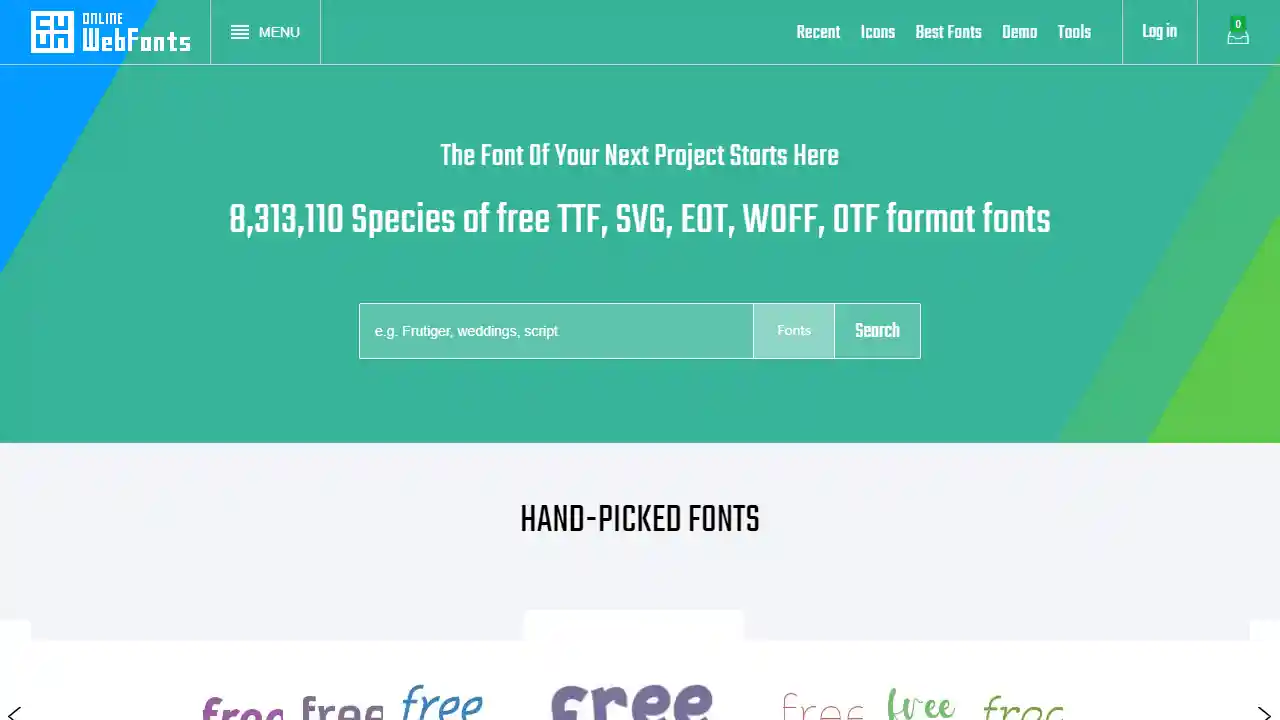 ONLINE
WebFonts
MENU
Recent
Icons
Best Fonts
Demo
Tools
Log in
0
The Font Of Your Next Project Starts Here
8,313,110 Species of free TTF, SVG, EOT, WOFF, OTF format fonts
e.g. Frutiger, weddings, script
Fonts
Search
HAND-PICKED FONTS
free
free
free
free
free
free
free